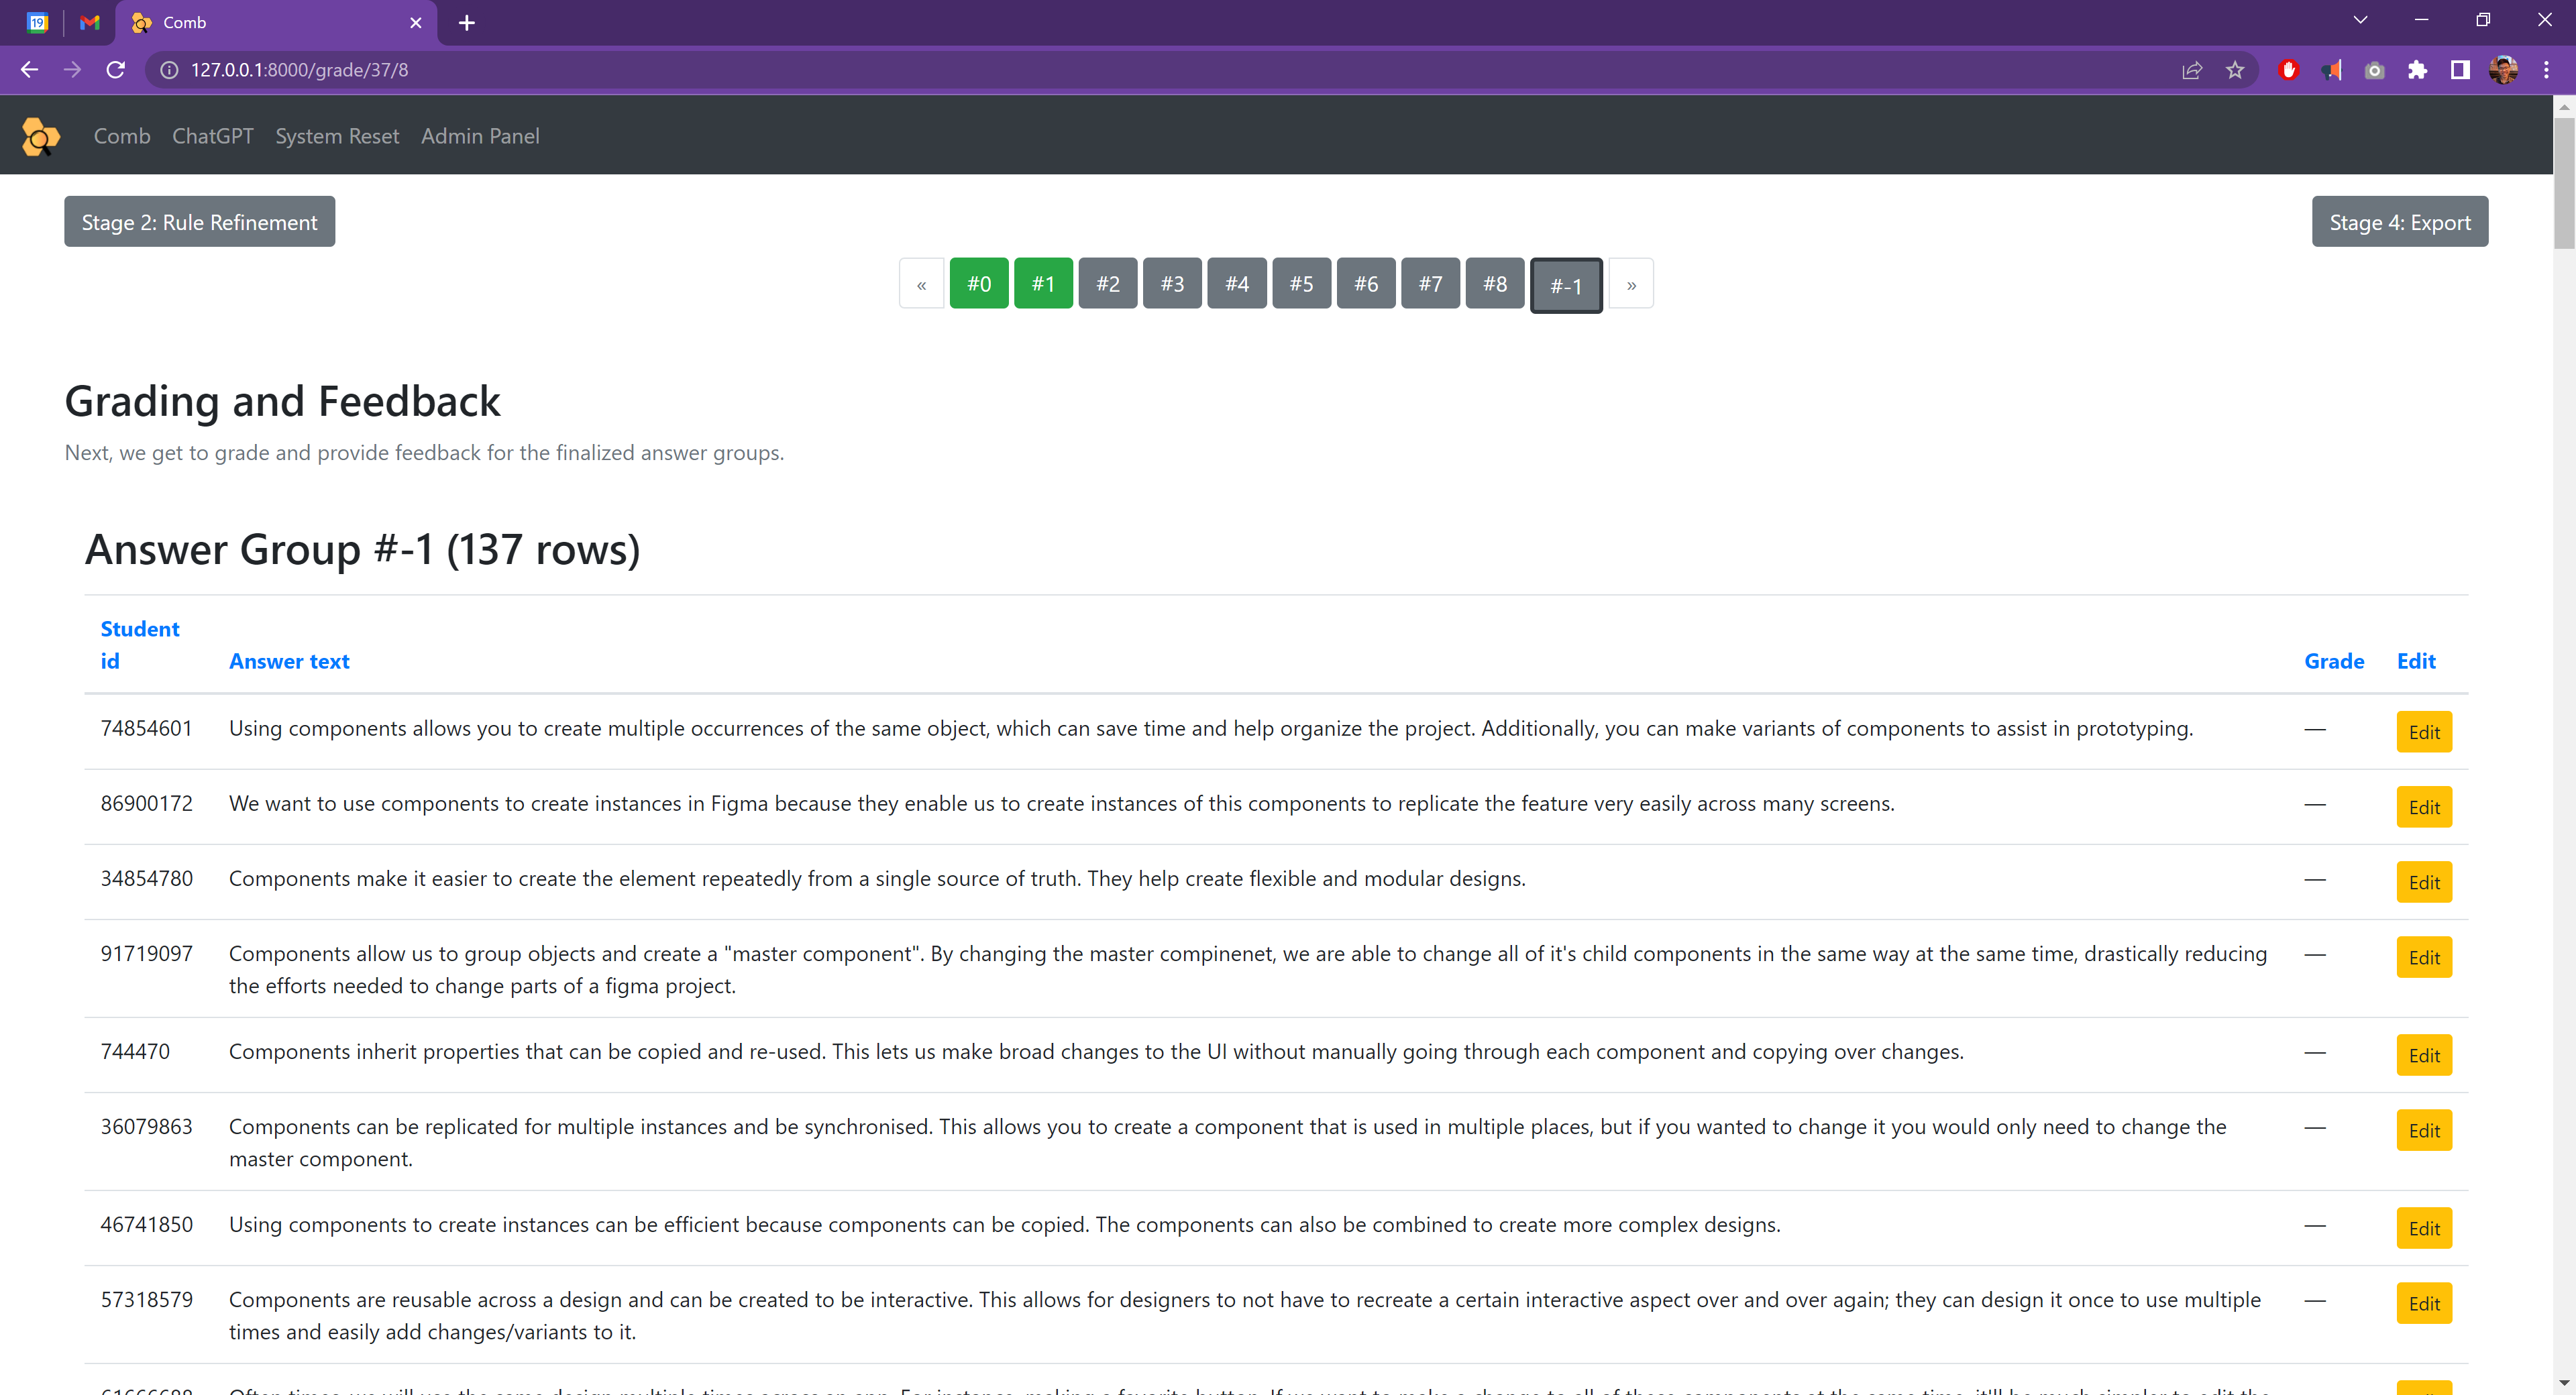 19
Comb
127.0.0.1:8000/grade/37/8
Comb ChatGPT System Reset Admin Panel
Stage 2: Rule Refinement
Stage 4: Export
« #0 #1 #2 #3 #4 #5 #6 #7 #8 #-1 »
Grading and Feedback
Next, we get to grade and provide feedback for the finalized answer groups.
Answer Group #-1 (137 rows)
Student
id Answer text Grade Edit
74854601 Using components allows you to create multiple occurrences of the same object, which can save time and help organize the project. Additionally, you can make variants of components to assist in prototyping. — Edit
86900172 We want to use components to create instances in Figma because they enable us to create instances of this components to replicate the feature very easily across many screens. — Edit
34854780 Components make it easier to create the element repeatedly from a single source of truth. They help create flexible and modular designs. — Edit
91719097 Components allow us to group objects and create a "master component". By changing the master compinenet, we are able to change all of it's child components in the same way at the same time, drastically reducing — Edit
the efforts needed to change parts of a figma project.
744470 Components inherit properties that can be copied and re-used. This lets us make broad changes to the UI without manually going through each component and copying over changes. — Edit
36079863 Components can be replicated for multiple instances and be synchronised. This allows you to create a component that is used in multiple places, but if you wanted to change it you would only need to change the — Edit
master component.
46741850 Using components to create instances can be efficient because components can be copied. The components can also be combined to create more complex designs. — Edit
57318579 Components are reusable across a design and can be created to be interactive. This allows for designers to not have to recreate a certain interactive aspect over and over again; they can design it once to use multiple — Edit
times and easily add changes/variants to it.